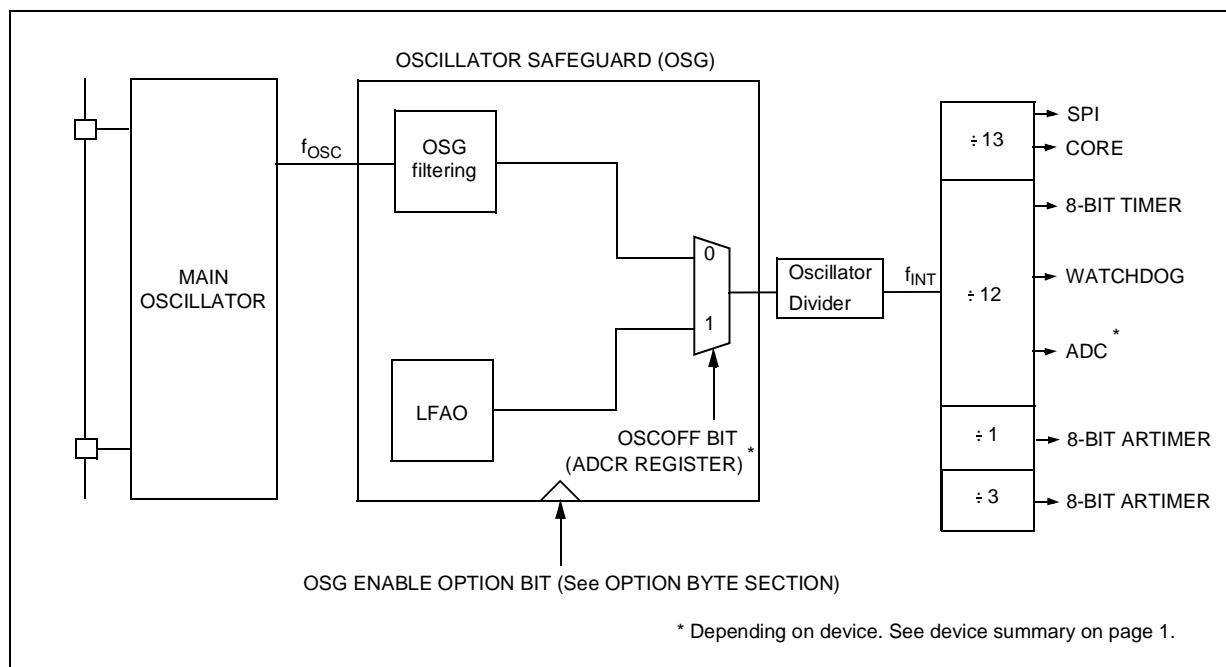 OSCILLATOR SAFEGUARD (OSG)
MAIN
OSCILLATOR
fOSC
OSG
filtering
LFAO
0
1
OSCOFF BIT
(ADCR REGISTER) *
Oscillator
Divider
fINT
÷ 13
÷ 12
÷ 1
÷ 3
SPI
CORE
8-BIT TIMER
WATCHDOG
ADC *
8-BIT ARTIMER
8-BIT ARTIMER
OSG ENABLE OPTION BIT (See OPTION BYTE SECTION)
* Depending on device. See device summary on page 1.